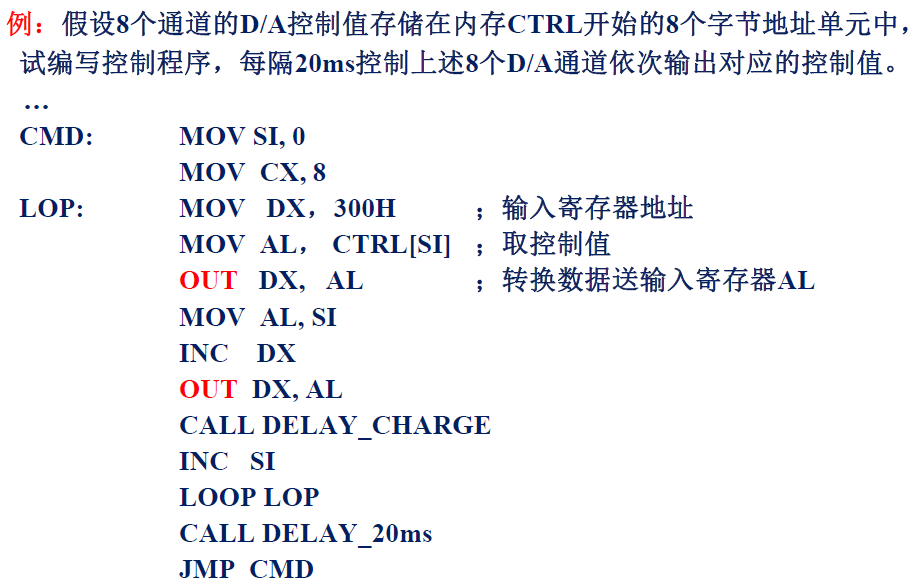 例：假设8个通道的D/A控制值存储在内存CTRL开始的8个字节地址单元中，
试编写控制程序，每隔20ms控制上述8个D/A通道依次输出对应的控制值。
…
CMD: MOV SI, 0
MOV CX, 8
LOP: MOV DX，300H ；输入寄存器地址
MOV AL， CTRL[SI] ；取控制值
OUT DX, AL ；转换数据送输入寄存器AL
MOV AL, SI
INC DX
OUT DX, AL
CALL DELAY_CHARGE
INC SI
LOOP LOP
CALL DELAY_20ms
JMP CMD